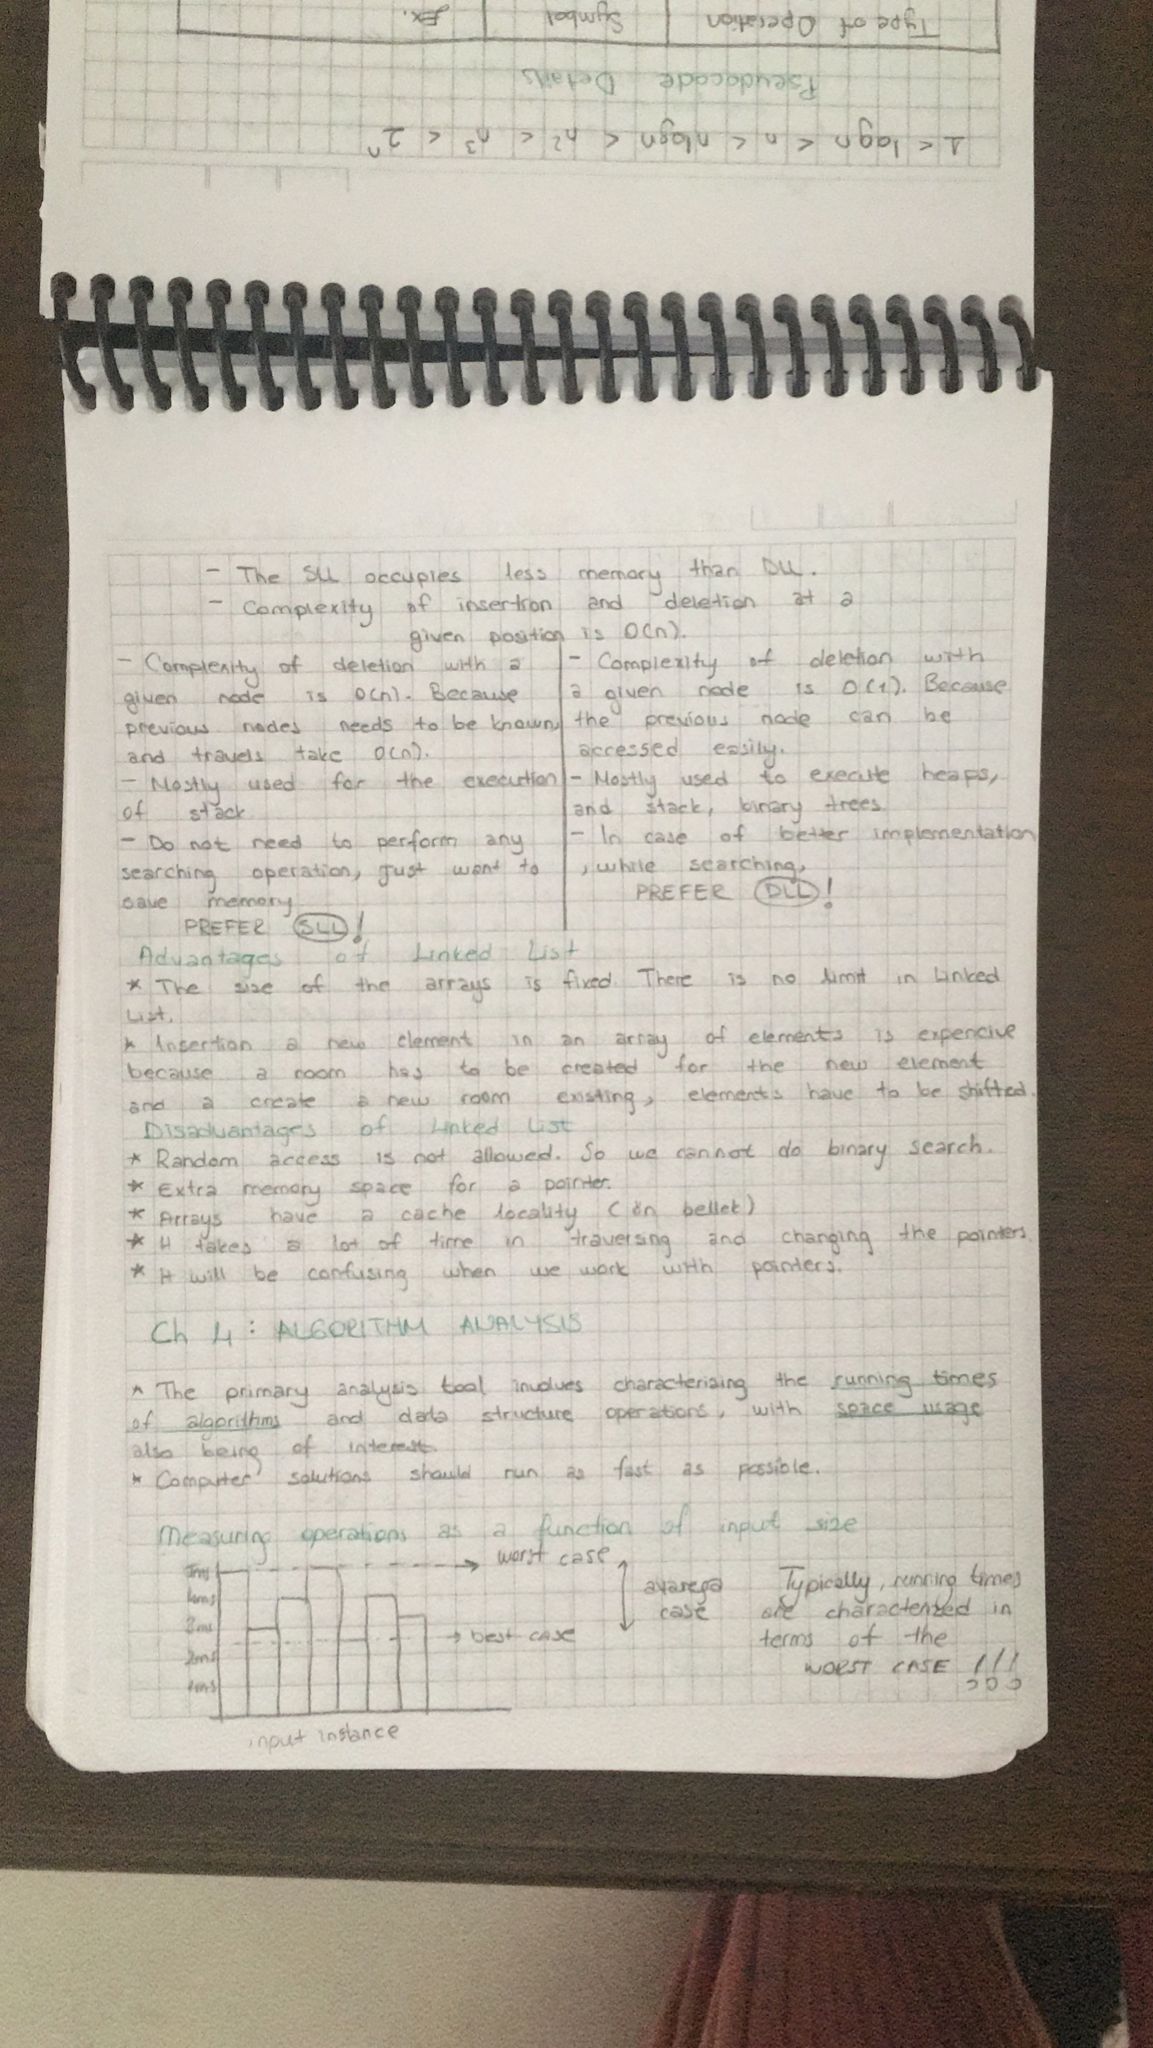 Type of Operation Symbol Ex.
Pseudocode Details
1 < logn < n < nlogn < n² < n³ < 2ⁿ
- The SLL occupies less memory than DLL.
- Complexity of insertion and deletion at a
given position is O(n).
- Complexity of deletion with a
given node is O(n). Because
previous nodes needs to be known,
and travels take O(n).
- Mostly used for the execution
of stack
- Do not need to perform any
searching operation, just want to
save memory
PREFER SLL!
- Complexity of deletion with
a given node is O(1). Because
the previous node can be
accessed easily.
- Mostly used to execute heaps,
and stack, binary trees.
- In case of better implementation
, while searching,
PREFER DLL!
Advantages of Linked List
* The size of the arrays is fixed. There is no limit in Linked
List.
* Insertion a new element in an array of elements is expencive
because a room has to be created for the new element
and a create a new room existing, elements have to be shifted.
Disadvantages of Linked List
* Random access is not allowed. So we cannot do binary search.
* Extra memory space for a pointer.
* Arrays have a cache locality (ön bellek)
* It takes a lot of time in traversing and changing the pointers
* It will be confusing when we work with pointers.
Ch 4: ALGORITHM ANALYSIS
* The primary analysis tool involves characterizing the running times
of algorithms and data structure operations, with space usage
also being of interest.
* Computer solutions should run as fast as possible.
Measuring operations as a function of input size
5ms
4ms
3ms
2ms
1ms
worst case
best case
input instance
avarega
case
Typically, running times
are characterized in
terms of the
WORST CASE !!!